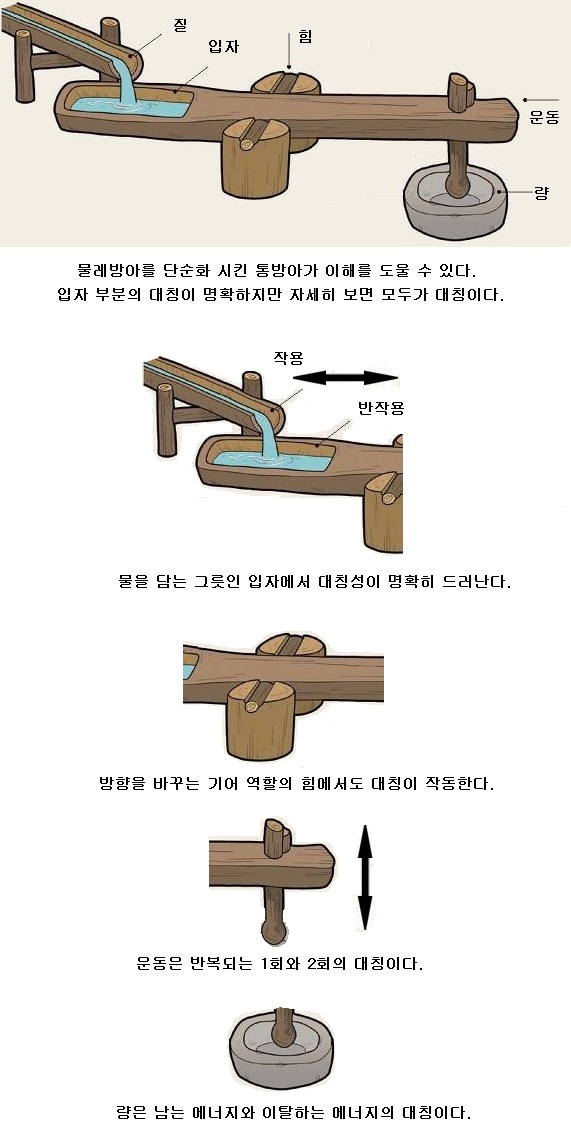 질
입자
힘
운동
량
물레방아를 단순화 시킨 통방아가 이해를 도울 수 있다.
입자 부분의 대칭이 명확하지만 자세히 보면 모두가 대칭이다.
작용
반작용
물을 담는 그릇인 입자에서 대칭성이 명확히 드러난다.
방향을 바꾸는 기어 역할의 힘에서도 대칭이 작동한다.
운동은 반복되는 1회와 2회의 대칭이다.
량은 남는 에너지와 이탈하는 에너지의 대칭이다.